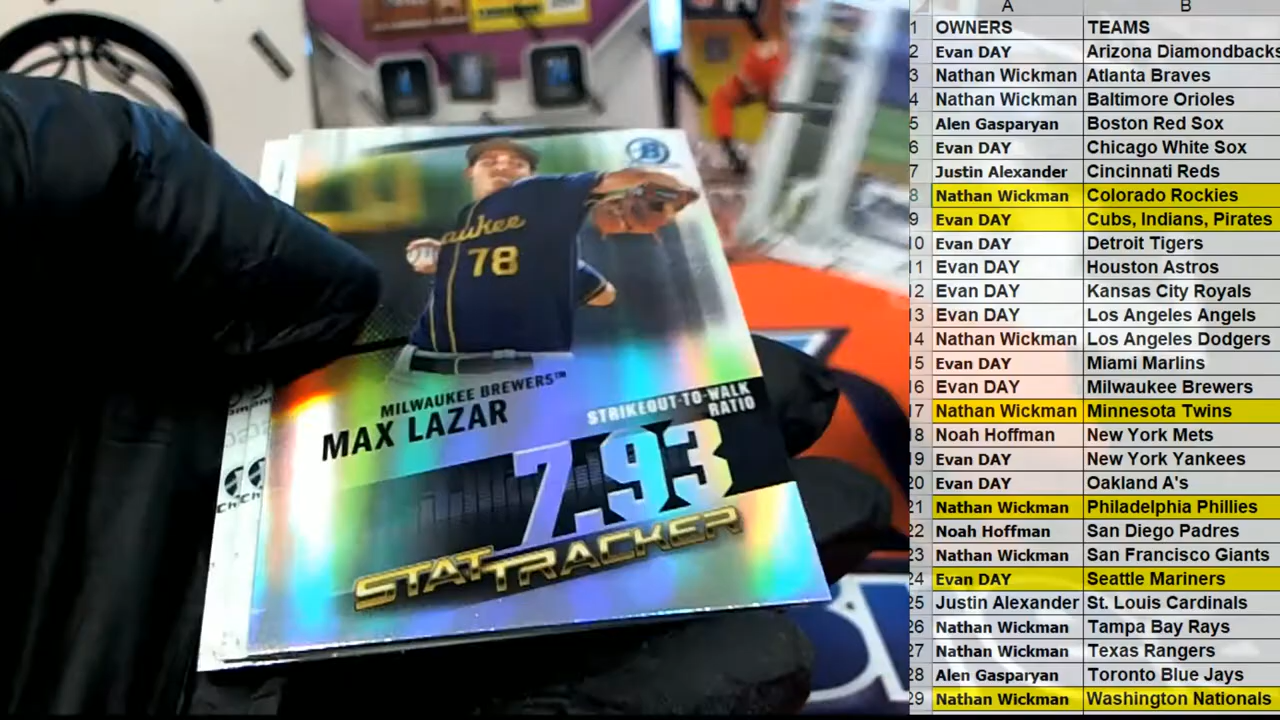 aukee
78
MILWAUKEE BREWERS™
MAX LAZAR
STRIKEOUT-TO-WALK
RATIO
7.93
STAT TRACKER
A B
1 OWNERS TEAMS
2 Evan DAY Arizona Diamondbacks
3 Nathan Wickman Atlanta Braves
4 Nathan Wickman Baltimore Orioles
5 Alen Gasparyan Boston Red Sox
6 Evan DAY Chicago White Sox
7 Justin Alexander Cincinnati Reds
8 Nathan Wickman Colorado Rockies
9 Evan DAY Cubs, Indians, Pirates
10 Evan DAY Detroit Tigers
11 Evan DAY Houston Astros
12 Evan DAY Kansas City Royals
13 Evan DAY Los Angeles Angels
14 Nathan Wickman Los Angeles Dodgers
15 Evan DAY Miami Marlins
16 Evan DAY Milwaukee Brewers
17 Nathan Wickman Minnesota Twins
18 Noah Hoffman New York Mets
19 Evan DAY New York Yankees
20 Evan DAY Oakland A's
21 Nathan Wickman Philadelphia Phillies
22 Noah Hoffman San Diego Padres
23 Nathan Wickman San Francisco Giants
24 Evan DAY Seattle Mariners
25 Justin Alexander St. Louis Cardinals
26 Nathan Wickman Tampa Bay Rays
27 Nathan Wickman Texas Rangers
28 Alen Gasparyan Toronto Blue Jays
29 Nathan Wickman Washington Nationals